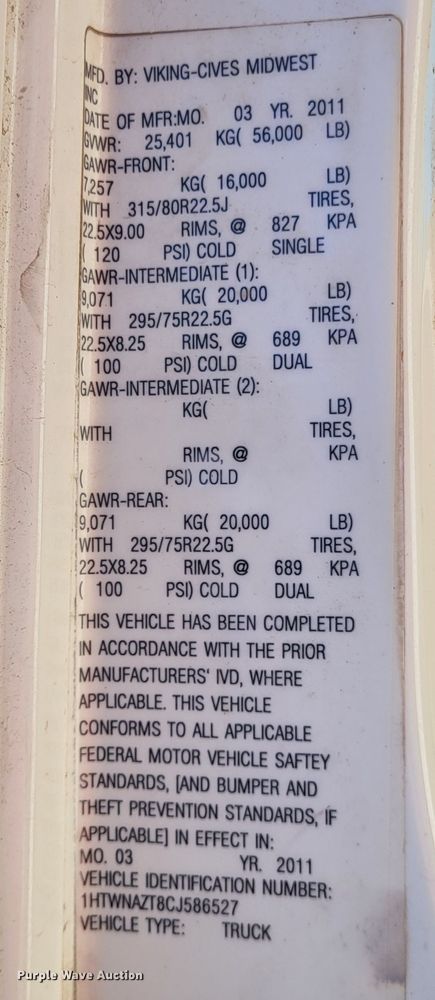 MFD. BY: VIKING-CIVES MIDWEST
INC
DATE OF MFR:MO. 03 YR. 2011
GVWR: 25,401 KG( 56,000 LB)
GAWR-FRONT:
7,257 KG( 16,000 LB)
WITH 315/80R22.5J TIRES,
22.5X9.00 RIMS, @ 827 KPA
( 120 PSI) COLD SINGLE
GAWR-INTERMEDIATE (1):
9,071 KG( 20,000 LB)
WITH 295/75R22.5G TIRES,
22.5X8.25 RIMS, @ 689 KPA
( 100 PSI) COLD DUAL
GAWR-INTERMEDIATE (2):
KG( LB)
WITH TIRES,
RIMS, @ KPA
( PSI) COLD
GAWR-REAR:
9,071 KG( 20,000 LB)
WITH 295/75R22.5G TIRES,
22.5X8.25 RIMS, @ 689 KPA
( 100 PSI) COLD DUAL
THIS VEHICLE HAS BEEN COMPLETED
IN ACCORDANCE WITH THE PRIOR
MANUFACTURERS' IVD, WHERE
APPLICABLE. THIS VEHICLE
CONFORMS TO ALL APPLICABLE
FEDERAL MOTOR VEHICLE SAFTEY
STANDARDS, [AND BUMPER AND
THEFT PREVENTION STANDARDS, IF
APPLICABLE] IN EFFECT IN:
MO. 03 YR. 2011
VEHICLE IDENTIFICATION NUMBER:
1HTWNAZT8CJ586527
VEHICLE TYPE: TRUCK
Purple Wave Auction